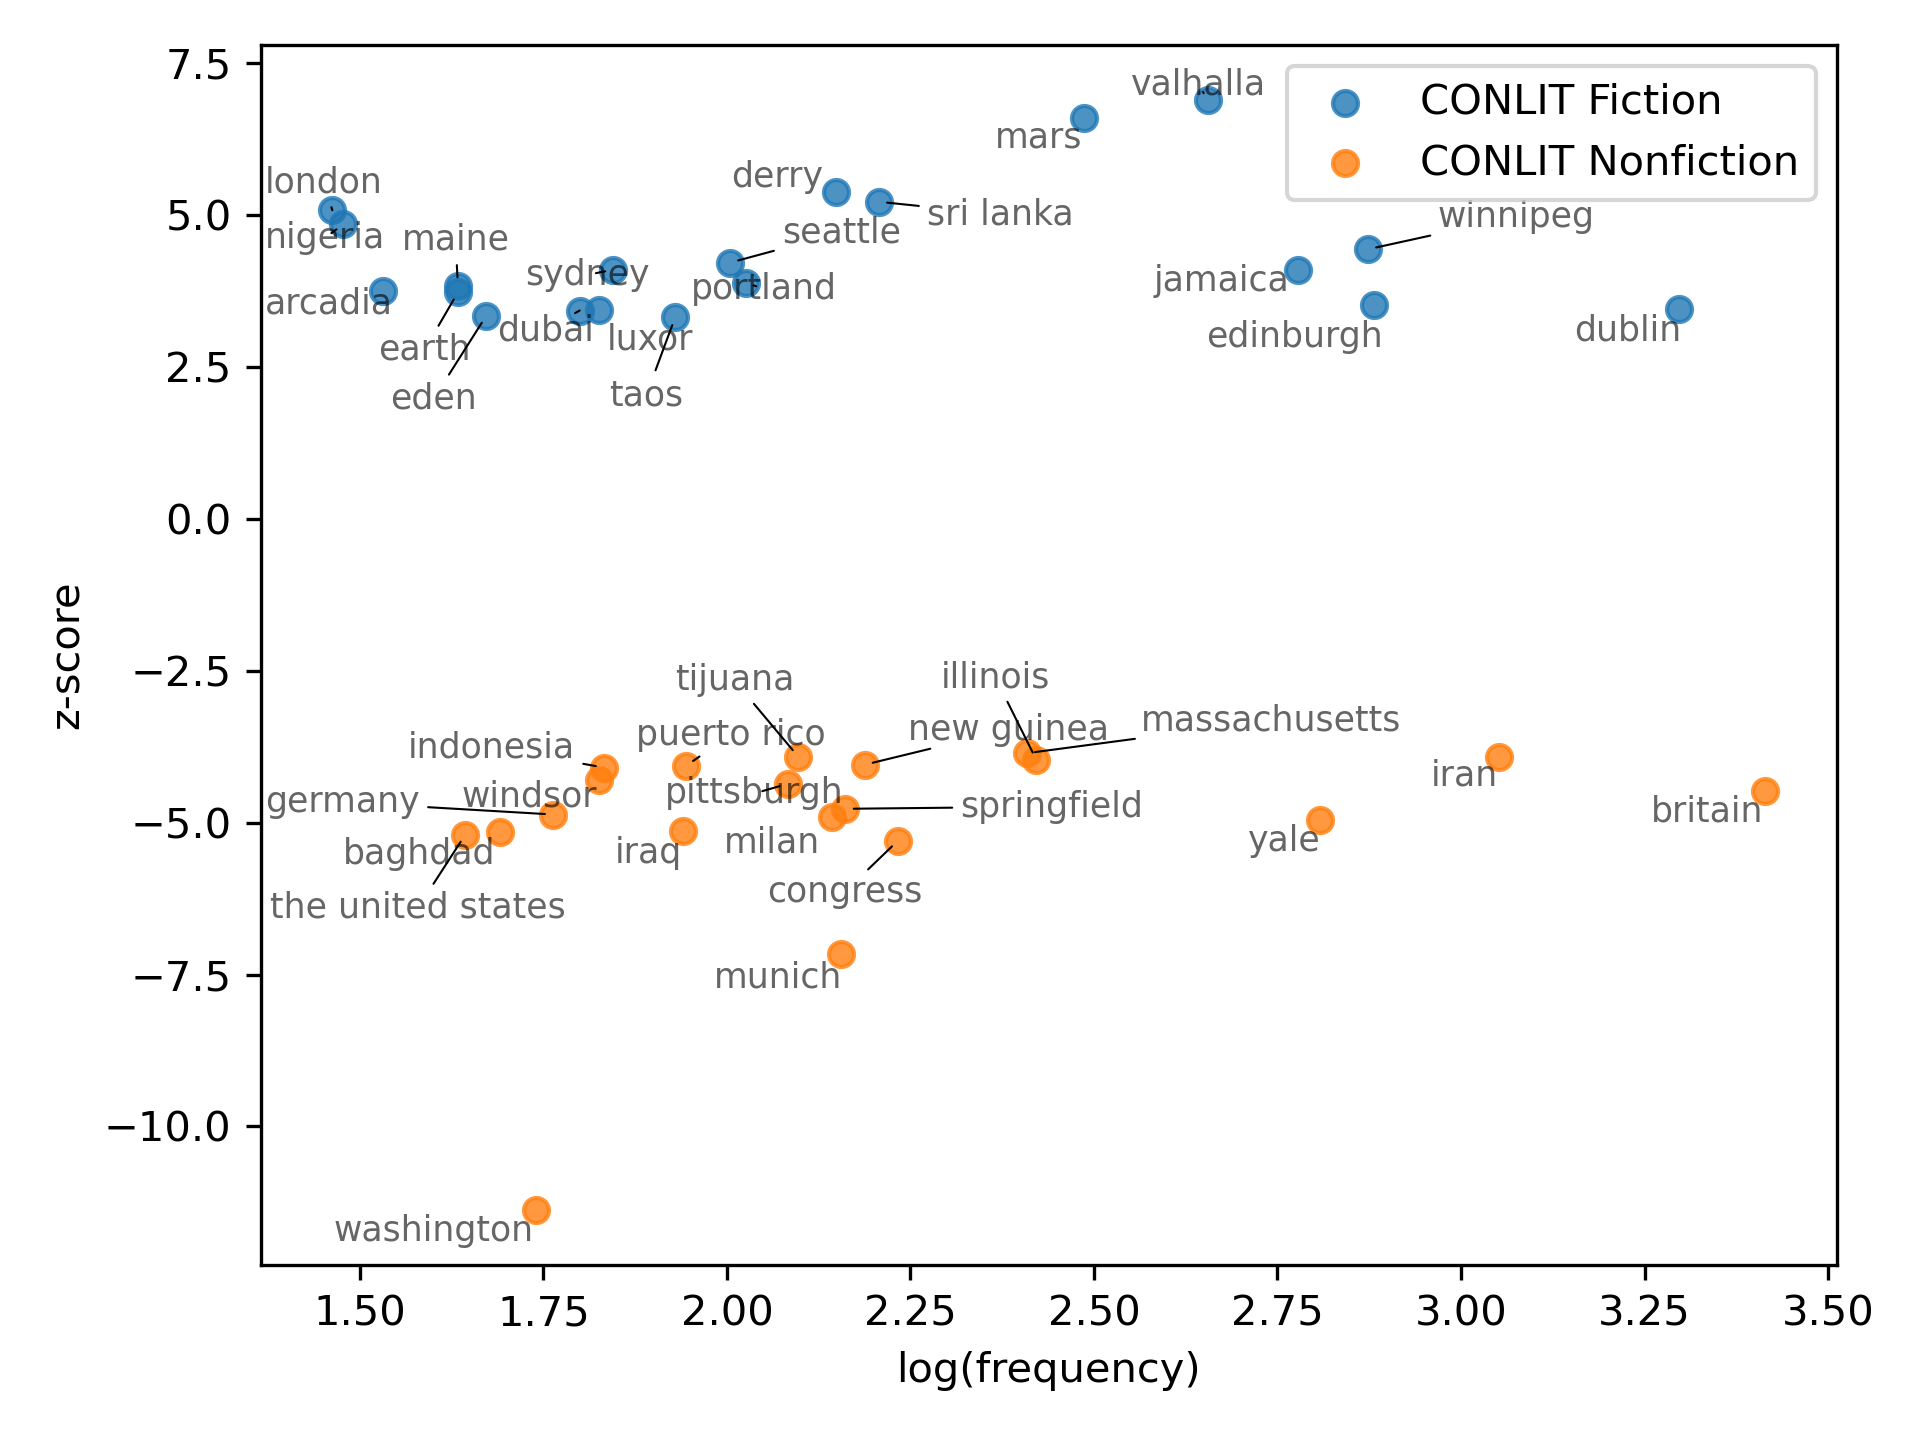 7.5
5.0
2.5
0.0
−2.5
−5.0
−7.5
−10.0
z-score
1.50
1.75
2.00
2.25
2.50
2.75
3.00
3.25
3.50
log(frequency)
CONLIT Fiction
CONLIT Nonfiction
valhalla
mars
derry
london
sri lanka
winnipeg
seattle
nigeria
maine
sydney
jamaica
portland
arcadia
dubai
luxor
edinburgh
dublin
earth
eden
taos
tijuana
illinois
massachusetts
new guinea
puerto rico
indonesia
iran
pittsburgh
windsor
germany
springfield
britain
milan
yale
iraq
baghdad
congress
the united states
munich
washington